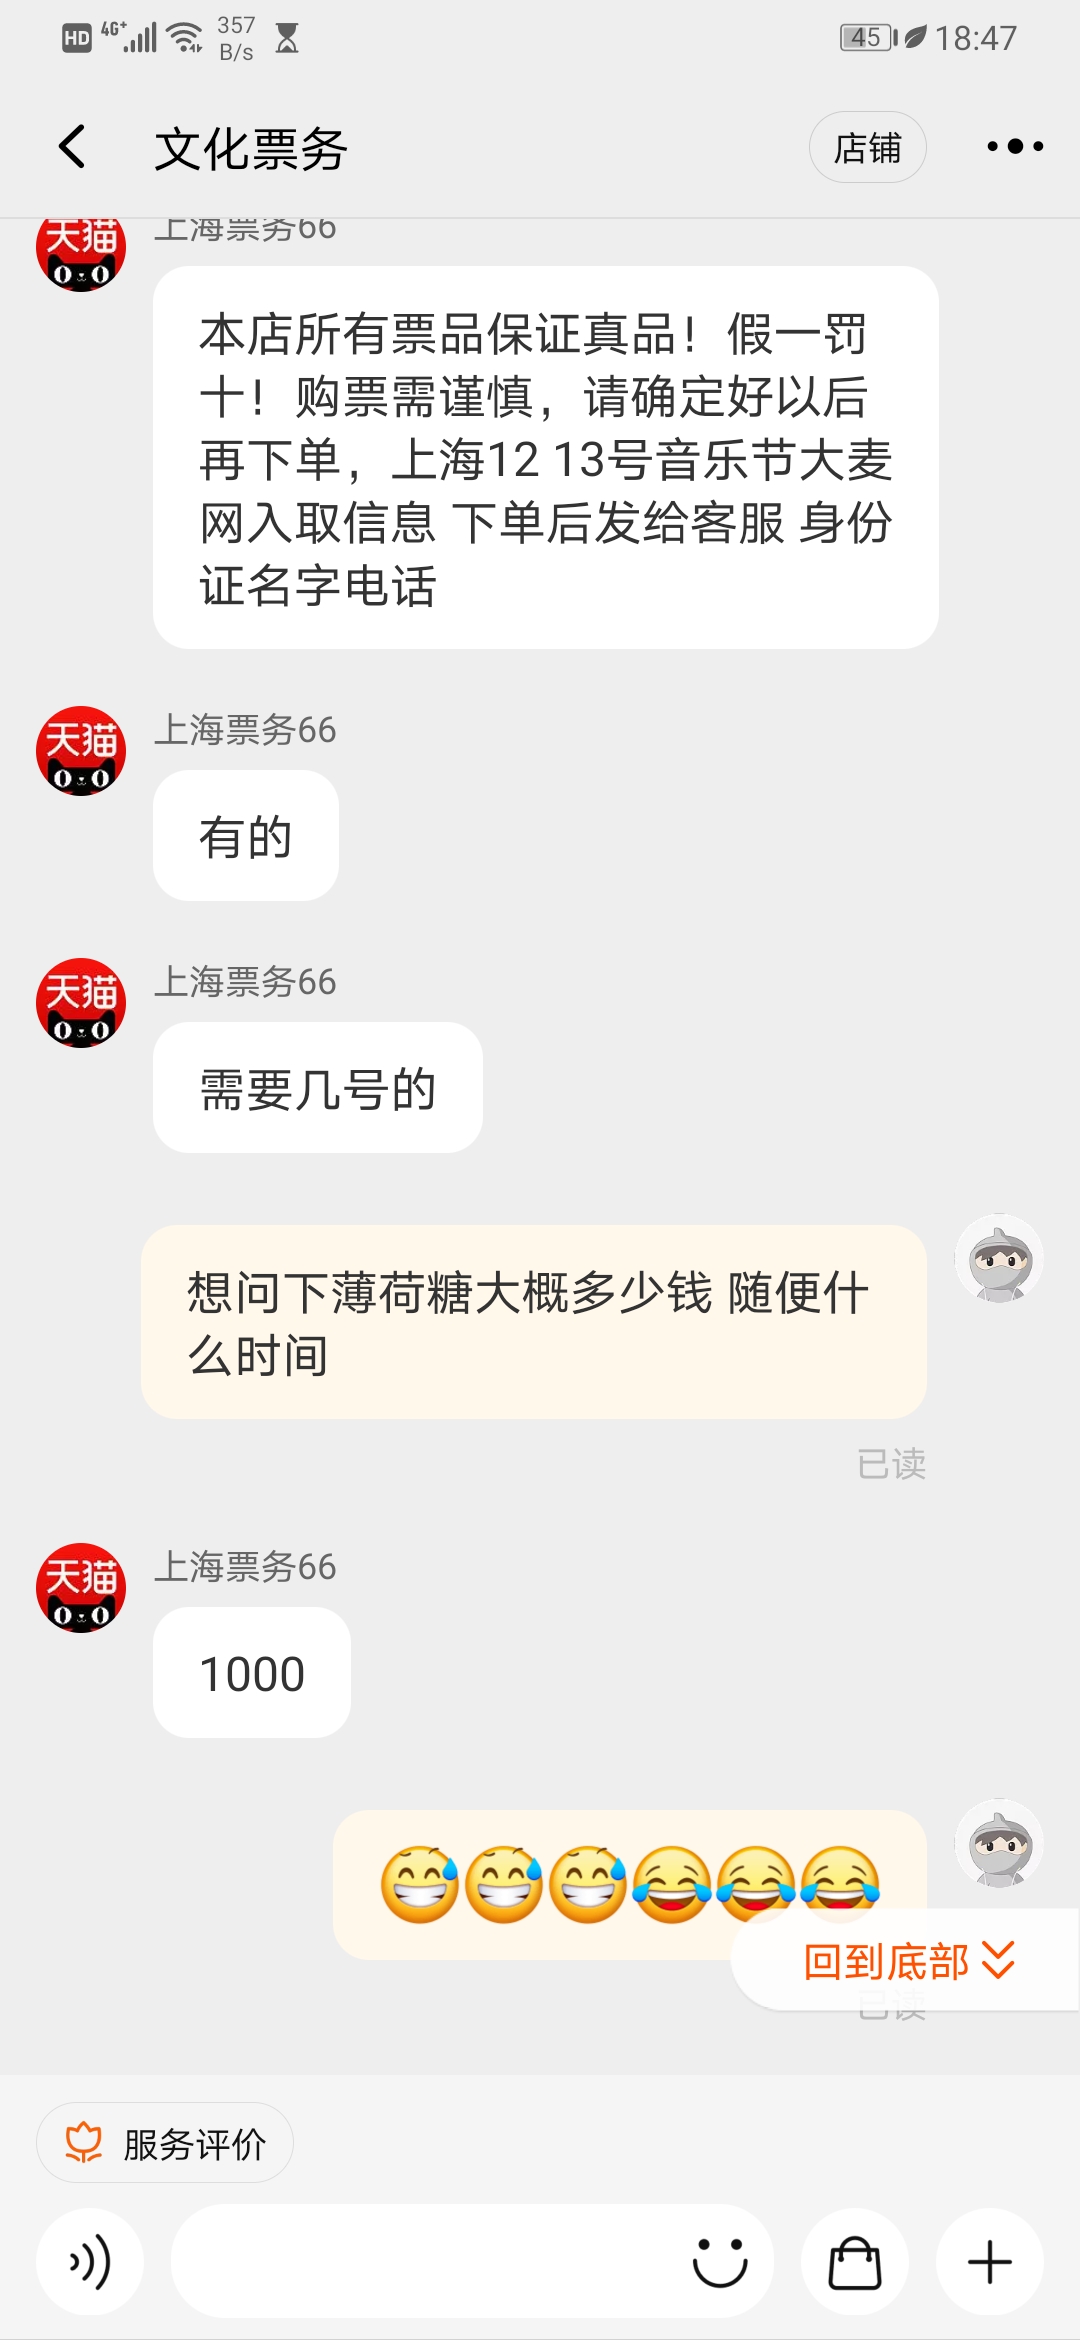 HD 4G+ 357 B/s 45 18:47
文化票务 店铺
天猫 上海票务66
本店所有票品保证真品！假一罚
十！购票需谨慎，请确定好以后
再下单，上海12 13号音乐节大麦
网入取信息 下单后发给客服 身份
证名字电话
天猫 上海票务66
有的
天猫 上海票务66
需要几号的
想问下薄荷糖大概多少钱 随便什
么时间
已读
天猫 上海票务66
1000
😅😅😅😂😂😂
回到底部
已读
服务评价